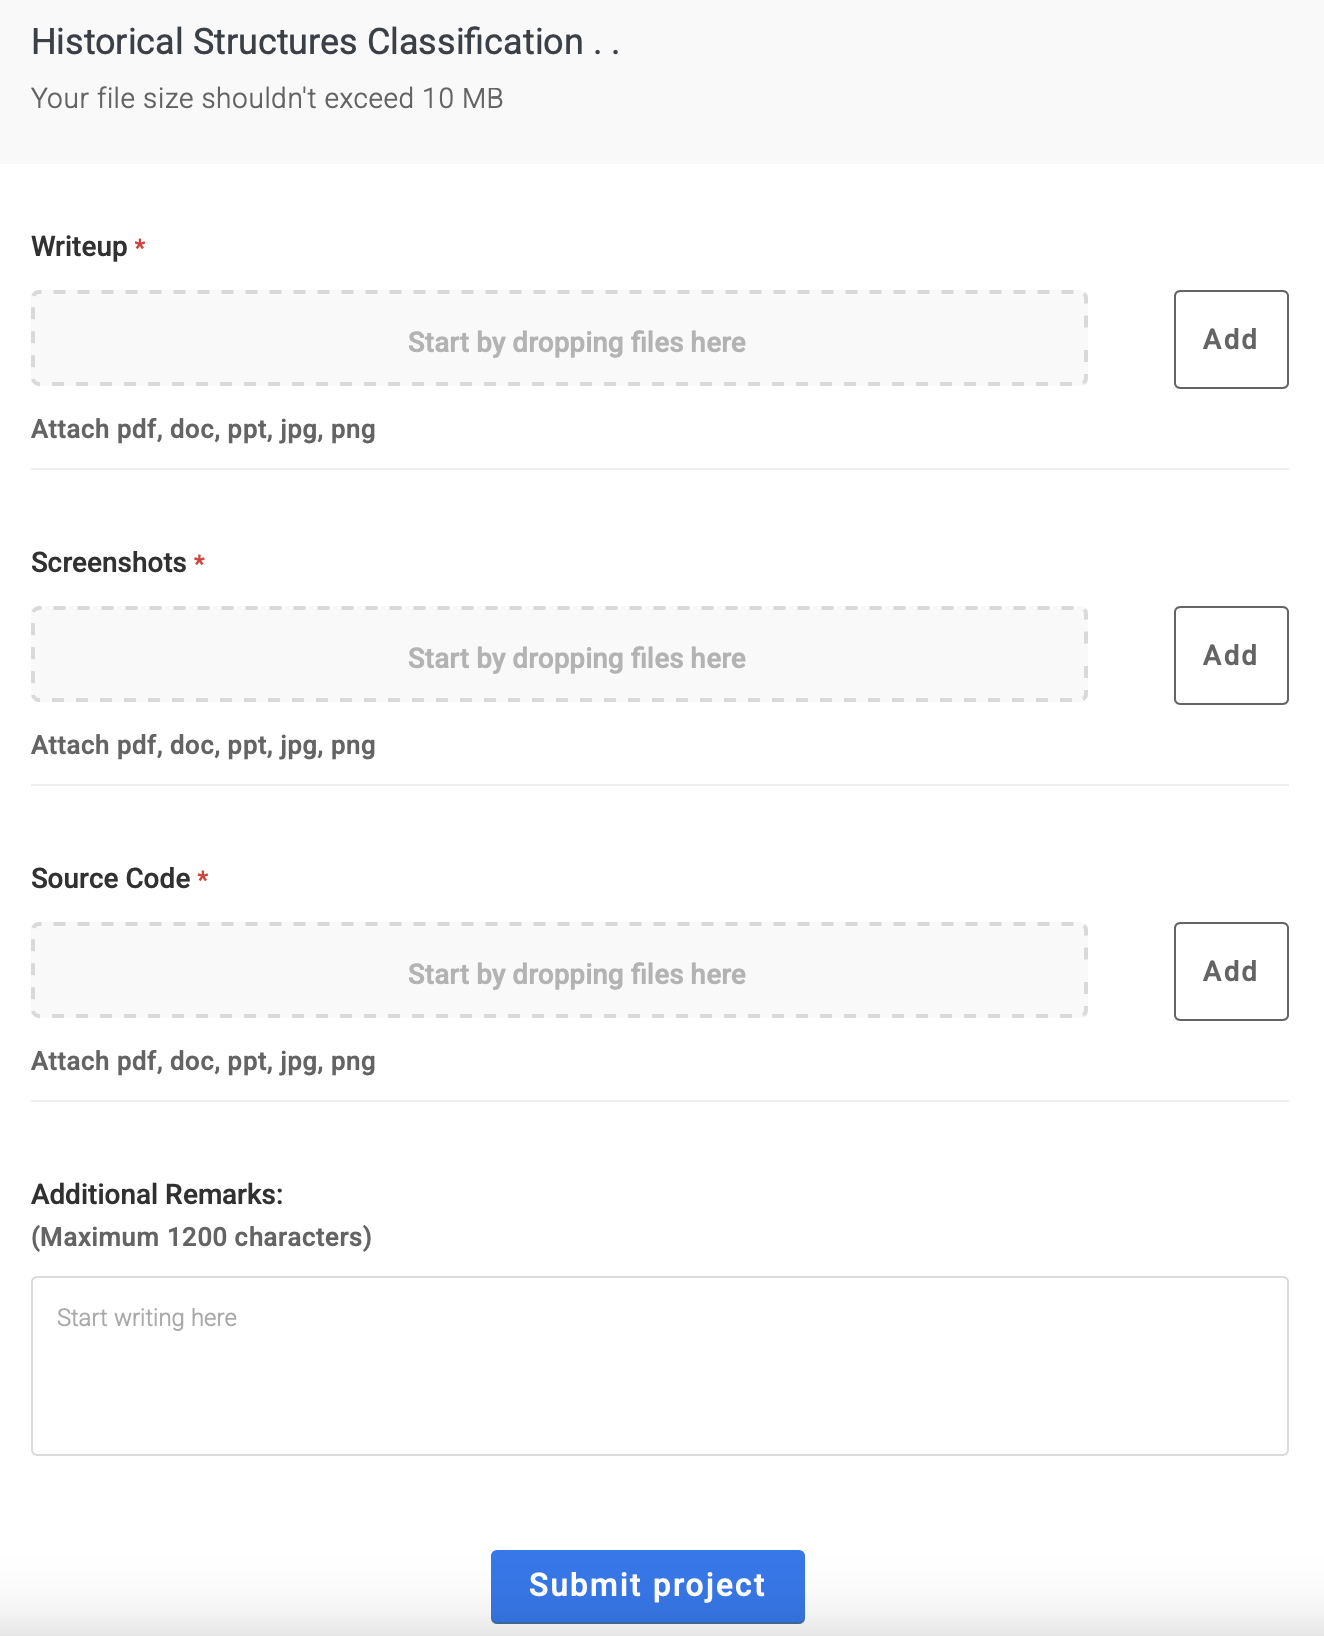 Historical Structures Classification . .
Your file size shouldn't exceed 10 MB
Writeup *
Start by dropping files here
Add
Attach pdf, doc, ppt, jpg, png
Screenshots *
Start by dropping files here
Add
Attach pdf, doc, ppt, jpg, png
Source Code *
Start by dropping files here
Add
Attach pdf, doc, ppt, jpg, png
Additional Remarks:
(Maximum 1200 characters)
Start writing here
Submit project